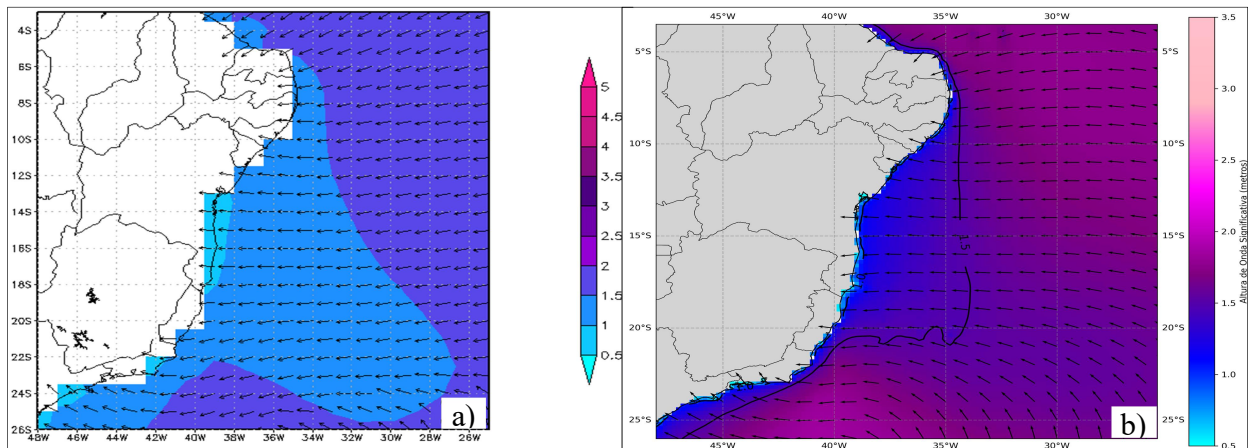 4S
6S
8S
10S
12S
14S
16S
18S
20S
22S
24S
26S
48W 46W 44W 42W 40W 38W 36W 34W 32W 30W 28W 26W
a)
5
4
3
2.5
2
1.5
1
0.5
45°W 40°W 35°W 30°W
5°S 5°S
10°S 10°S
15°S 15°S
20°S 20°S
25°S 25°S
1.5
45°W 40°W 35°W 30°W
b)
3.5
3.0
2.5
2.0
1.5
1.0
0.5
Altura de Onda Significativa (metros)